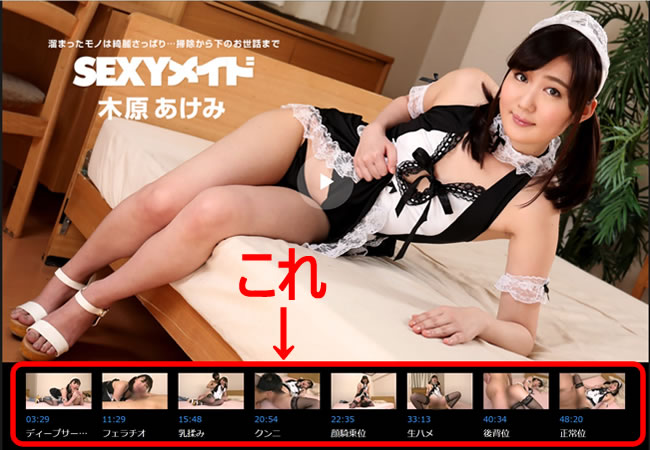 溜まったモノは綺麗さっぱり…掃除から下のお世話まで
SEXYメイド
木原 あけみ
これ
↓
03:29
ディープサー…
11:29
フェラチオ
15:48
乳揉み
20:54
クンニ
22:35
顔騎乗位
33:13
生ハメ
40:34
後背位
48:20
正常位